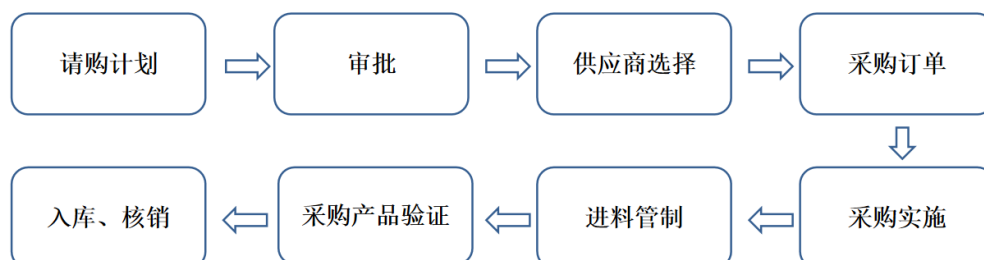 请购计划
审批
供应商选择
采购订单
采购实施
进料管制
采购产品验证
入库、核销